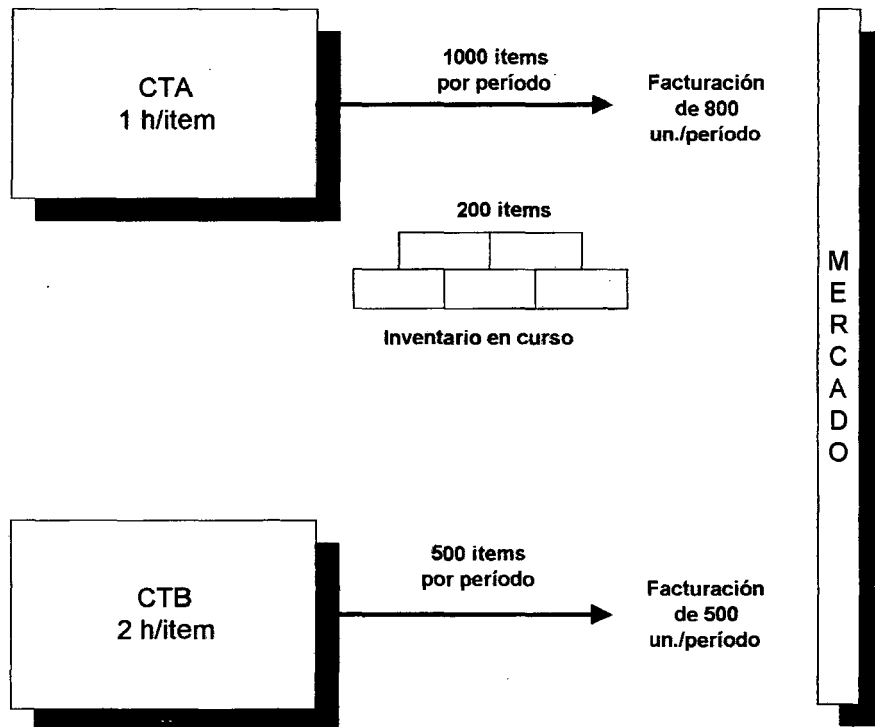 CTA
1 h/item
1000 items
por período
Facturación
de 800
un./período
200 items
Inventario en curso
MERCADO
CTB
2 h/item
500 items
por período
Facturación
de 500
un./período